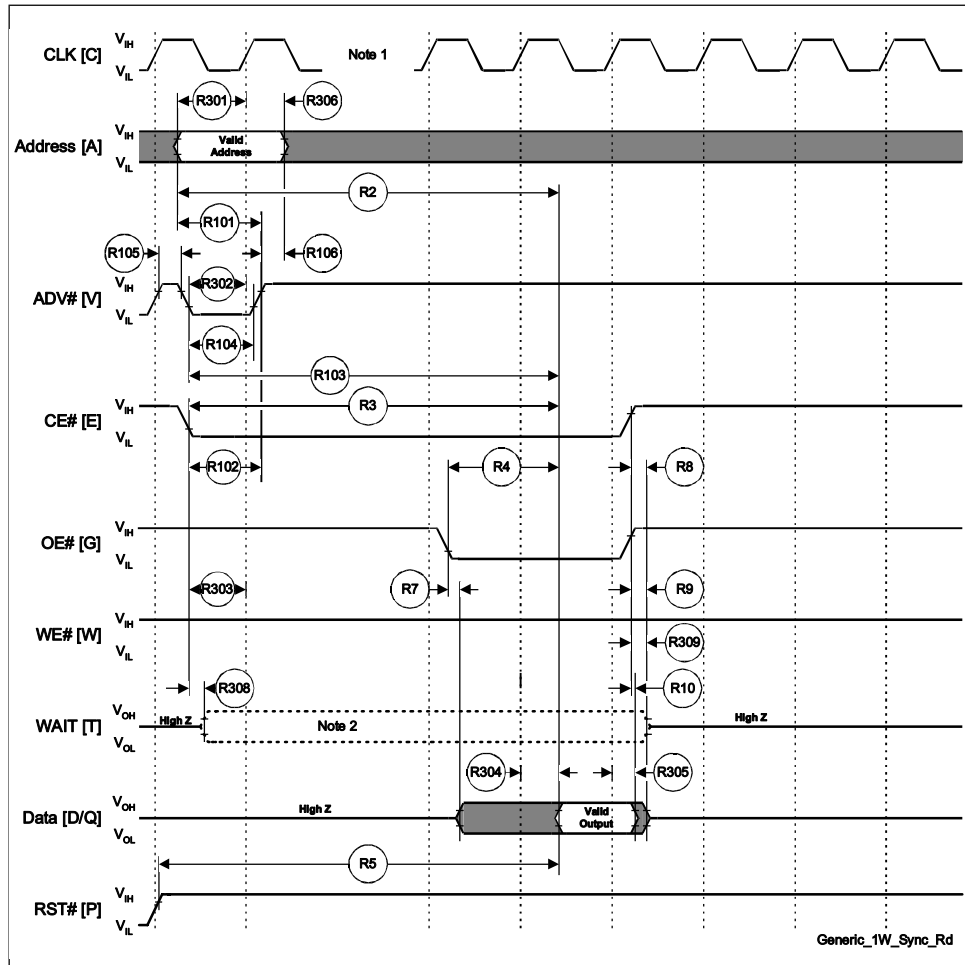 CLK [C]
VIH
VIL
Note 1
R301
R306
Address [A]
VIH
VIL
Valid
Address
R2
R101
R105
R106
ADV# [V]
VIH
VIL
R302
R104
R103
CE# [E]
VIH
VIL
R3
R102
R4
R8
OE# [G]
VIH
VIL
R303
R7
R9
WE# [W]
VIH
VIL
R309
R308
R10
WAIT [T]
VOH
VOL
High Z
Note 2
High Z
R304
R305
Data [D/Q]
VOH
VOL
High Z
Valid
Output
R5
RST# [P]
VIH
VIL
Generic_1W_Sync_Rd